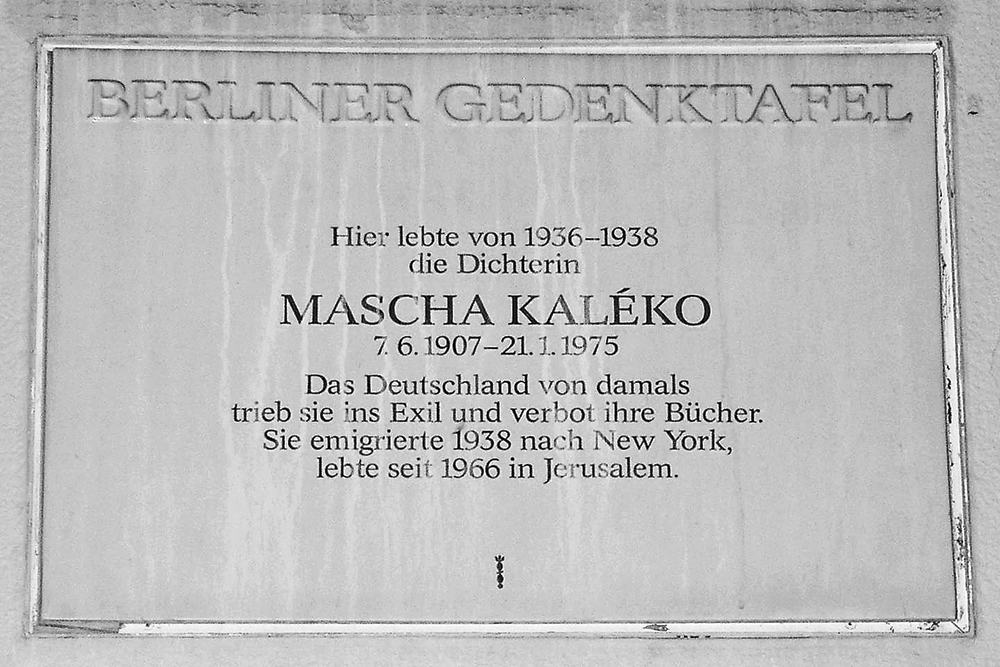 BERLINER GEDENKTAFEL
Hier lebte von 1936–1938
die Dichterin
MASCHA KALÉKO
7. 6. 1907–21. 1. 1975
Das Deutschland von damals
trieb sie ins Exil und verbot ihre Bücher.
Sie emigrierte 1938 nach New York,
lebte seit 1966 in Jerusalem.